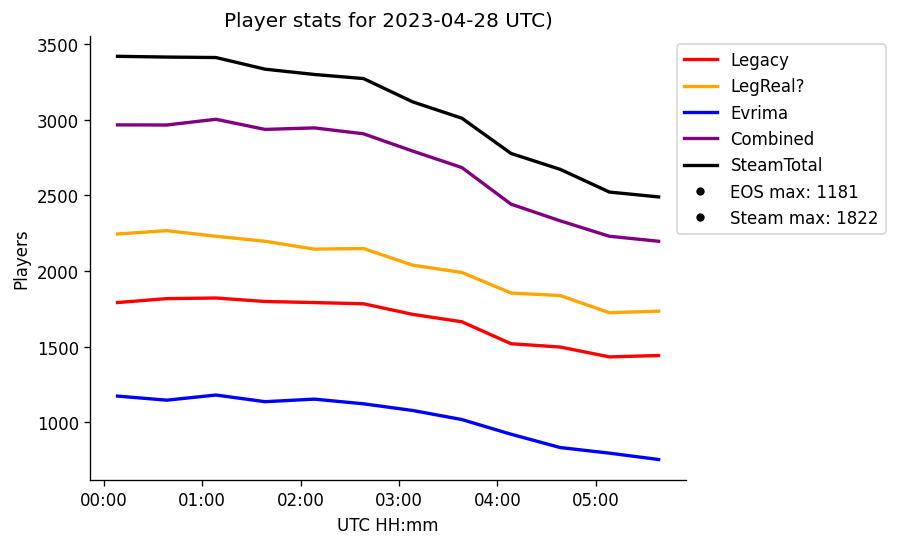 Player stats for 2023-04-28 UTC)
3500
3000
2500
2000
1500
1000
Players
00:00 01:00 02:00 03:00 04:00 05:00
UTC HH:mm
Legacy
LegReal?
Evrima
Combined
SteamTotal
EOS max: 1181
Steam max: 1822